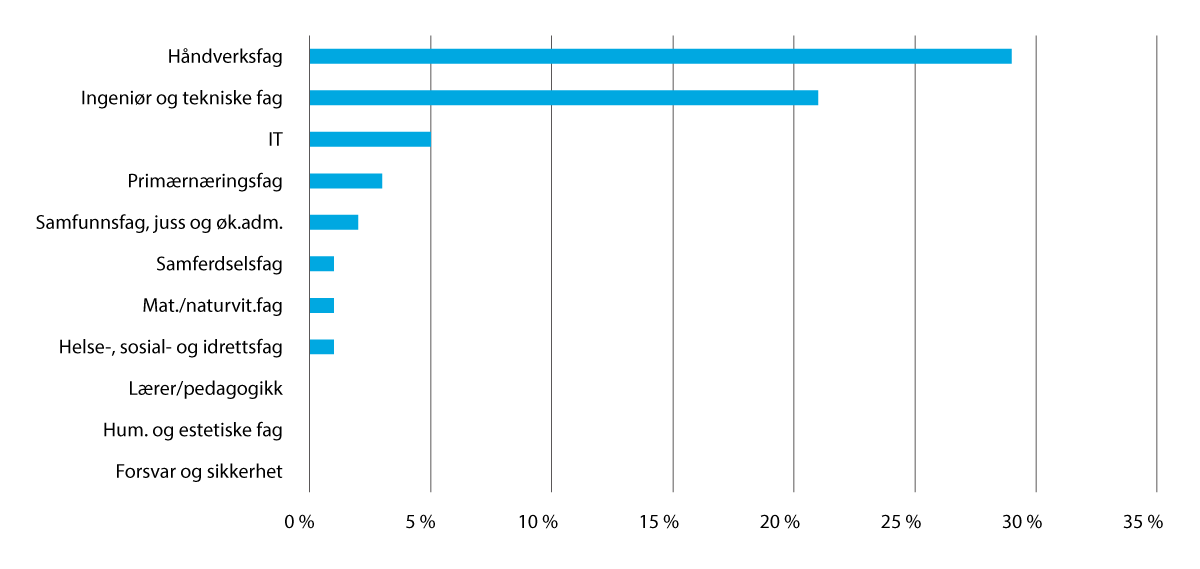 Håndverksfag
Ingeniør og tekniske fag
IT
Primærnæringsfag
Samfunnsfag, juss og øk.adm.
Samferdselsfag
Mat./naturvit.fag
Helse-, sosial- og idrettsfag
Lærer/pedagogikk
Hum. og estetiske fag
Forsvar og sikkerhet
0 % 5 % 10 % 15 % 20 % 25 % 30 % 35 %